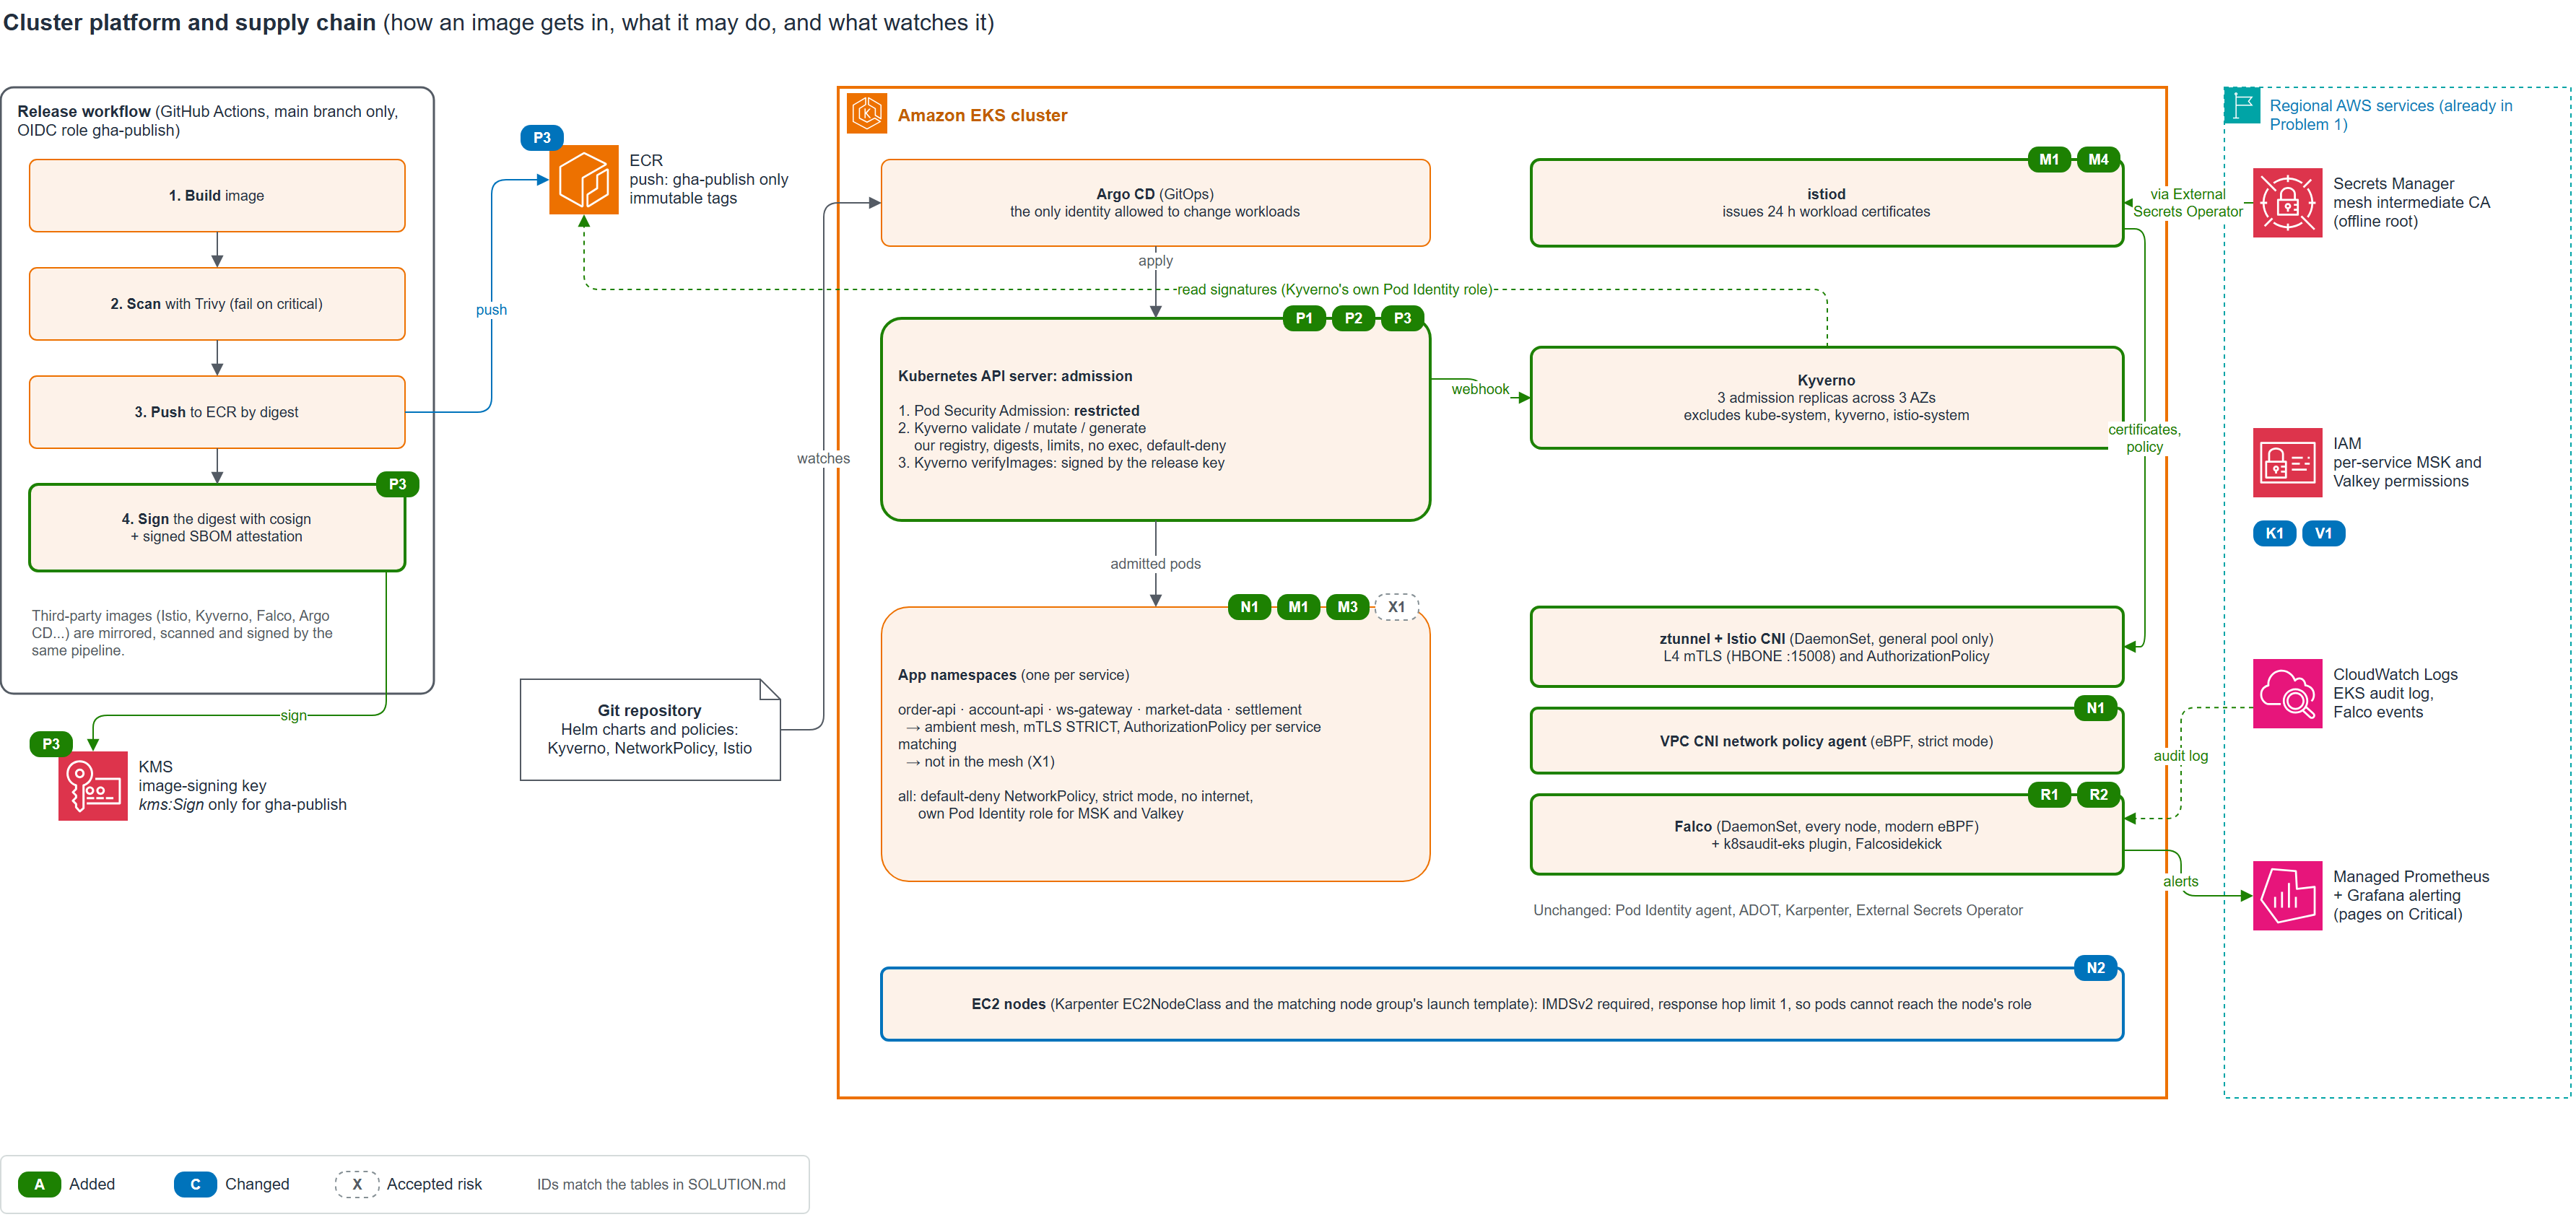 Cluster platform and supply chain (how an image gets in, what it may do, and what watches it)
Release workflow (GitHub Actions, main branch only,
OIDC role gha-publish)
1. Build image
2. Scan with Trivy (fail on critical)
3. Push to ECR by digest
P3
4. Sign the digest with cosign
+ signed SBOM attestation
Third-party images (Istio, Kyverno, Falco, Argo
CD...) are mirrored, scanned and signed by the
same pipeline.
sign
P3
KMS
image-signing key
kms:Sign only for gha-publish
push
P3
ECR
push: gha-publish only
immutable tags
Git repository
Helm charts and policies:
Kyverno, NetworkPolicy, Istio
watches
Amazon EKS cluster
Argo CD (GitOps)
the only identity allowed to change workloads
apply
read signatures (Kyverno's own Pod Identity role)
P1
P2
P3
Kubernetes API server: admission
1. Pod Security Admission: restricted
2. Kyverno validate / mutate / generate
our registry, digests, limits, no exec, default-deny
3. Kyverno verifyImages: signed by the release key
webhook
admitted pods
N1
M1
M3
X1
App namespaces (one per service)
order-api · account-api · ws-gateway · market-data · settlement
→ ambient mesh, mTLS STRICT, AuthorizationPolicy per service
matching
→ not in the mesh (X1)
all: default-deny NetworkPolicy, strict mode, no internet,
own Pod Identity role for MSK and Valkey
M1
M4
istiod
issues 24 h workload certificates
via External
Secrets Operator
Kyverno
3 admission replicas across 3 AZs
excludes kube-system, kyverno, istio-system
certificates,
policy
ztunnel + Istio CNI (DaemonSet, general pool only)
L4 mTLS (HBONE :15008) and AuthorizationPolicy
N1
VPC CNI network policy agent (eBPF, strict mode)
audit log
R1
R2
Falco (DaemonSet, every node, modern eBPF)
+ k8saudit-eks plugin, Falcosidekick
alerts
Unchanged: Pod Identity agent, ADOT, Karpenter, External Secrets Operator
N2
EC2 nodes (Karpenter EC2NodeClass and the matching node group's launch template): IMDSv2 required, response hop limit 1, so pods cannot reach the node's role
Regional AWS services (already in
Problem 1)
Secrets Manager
mesh intermediate CA
(offline root)
IAM
per-service MSK and
Valkey permissions
K1
V1
CloudWatch Logs
EKS audit log,
Falco events
Managed Prometheus
+ Grafana alerting
(pages on Critical)
A Added
C Changed
X Accepted risk
IDs match the tables in SOLUTION.md